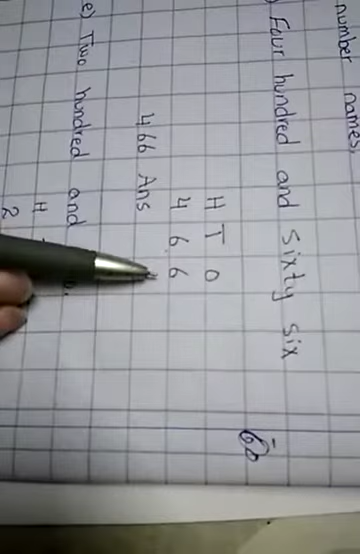 number names.
) Four hundred and sixty six
H T O
4 6 6
466 Ans
e) Two hundred and
H
2